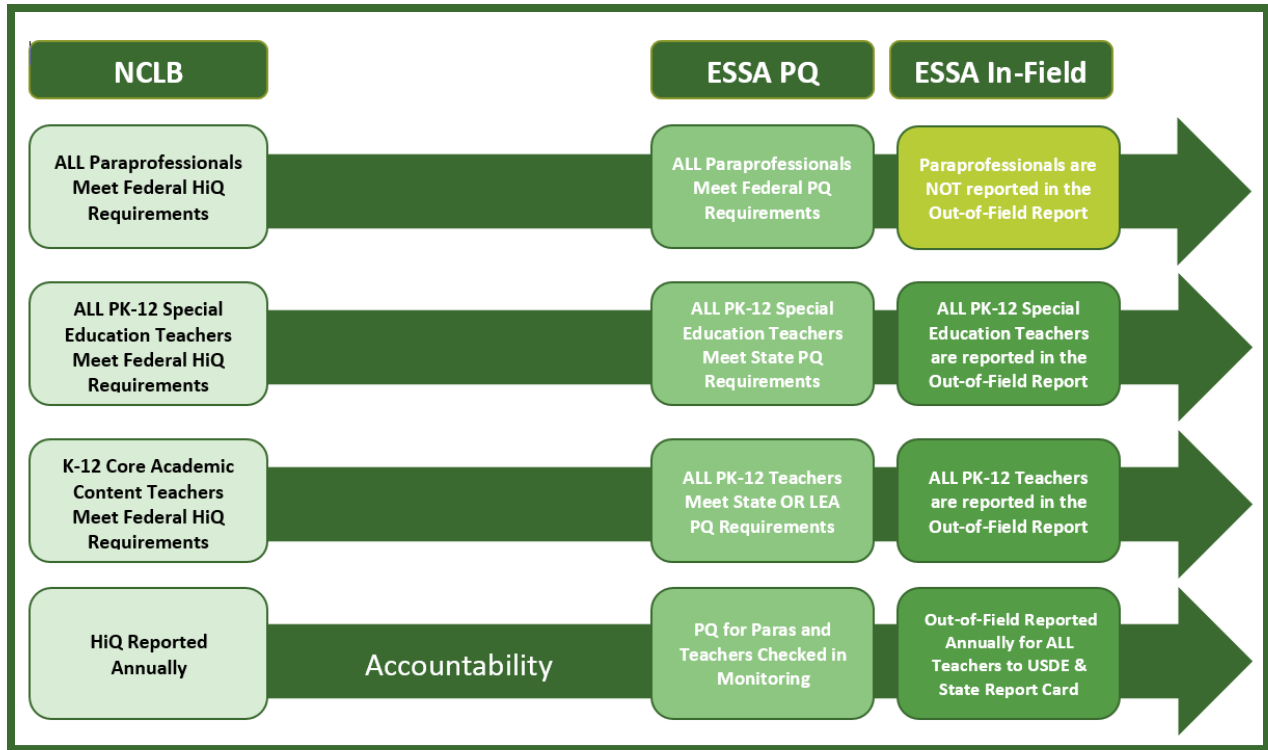 NCLB
ESSA PQ
ESSA In-Field
ALL Paraprofessionals
Meet Federal HiQ
Requirements
ALL Paraprofessionals
Meet Federal PQ
Requirements
Paraprofessionals are
NOT reported in the
Out-of-Field Report
ALL PK-12 Special
Education Teachers
Meet Federal HiQ
Requirements
ALL PK-12 Special
Education Teachers
Meet State PQ
Requirements
ALL PK-12 Special
Education Teachers
are reported in the
Out-of-Field Report
K-12 Core Academic
Content Teachers
Meet Federal HiQ
Requirements
ALL PK-12 Teachers
Meet State OR LEA
PQ Requirements
ALL PK-12 Teachers
are reported in the
Out-of-Field Report
HiQ Reported
Annually
Accountability
PQ for Paras and
Teachers Checked in
Monitoring
Out-of-Field Reported
Annually for ALL
Teachers to USDE &
State Report Card